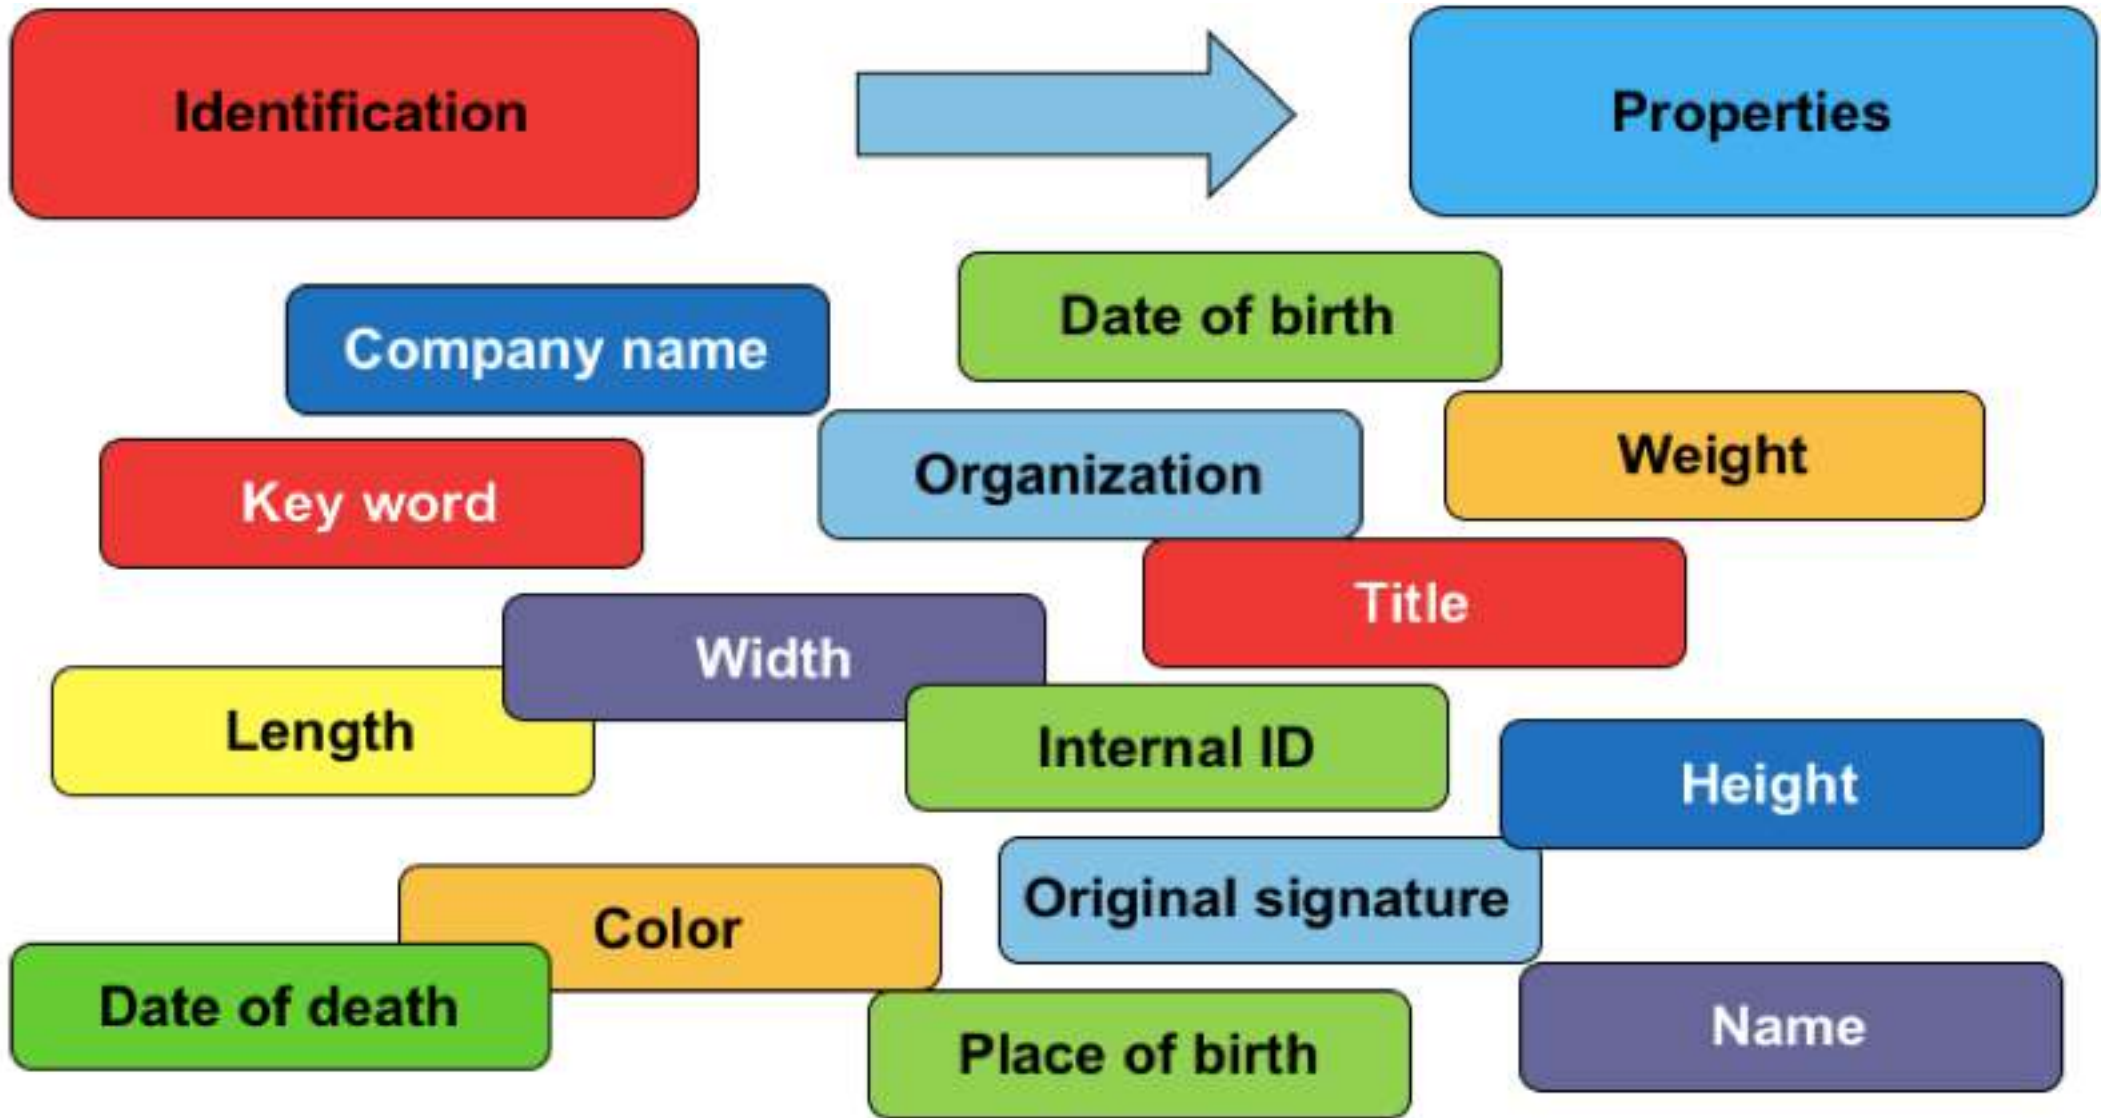 Identification
Properties
Date of birth
Company name
Weight
Organization
Key word
Title
Width
Length
Internal ID
Height
Original signature
Color
Date of death
Name
Place of birth